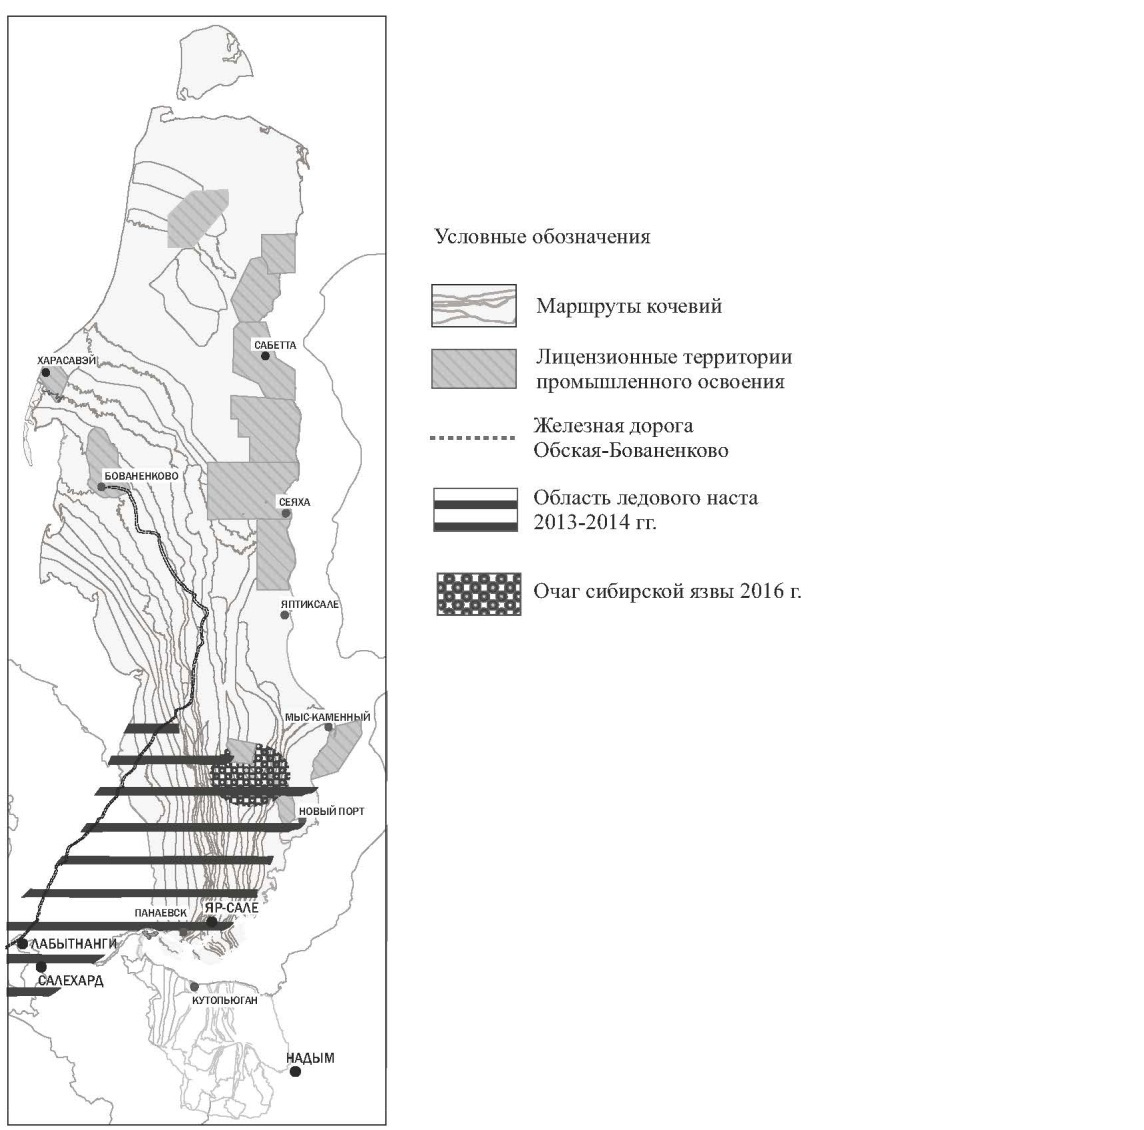 Условные обозначения
Маршруты кочевий
Лицензионные территории
промышленного освоения
Железная дорога
Обская-Бованенково
Область ледового наста
2013-2014 гг.
Очаг сибирской язвы 2016 г.
САБЕТТА
ХАРАСАВЭЙ
БОВАНЕНКОВО
СЕЯХА
ЯПТИКСАЛЕ
МЫС-КАМЕННЫЙ
НОВЫЙ ПОРТ
ЯР-САЛЕ
ПАНАЕВСК
ЛАБЫТНАНГИ
САЛЕХАРД
КУТОПЬЮГАН
НАДЫМ